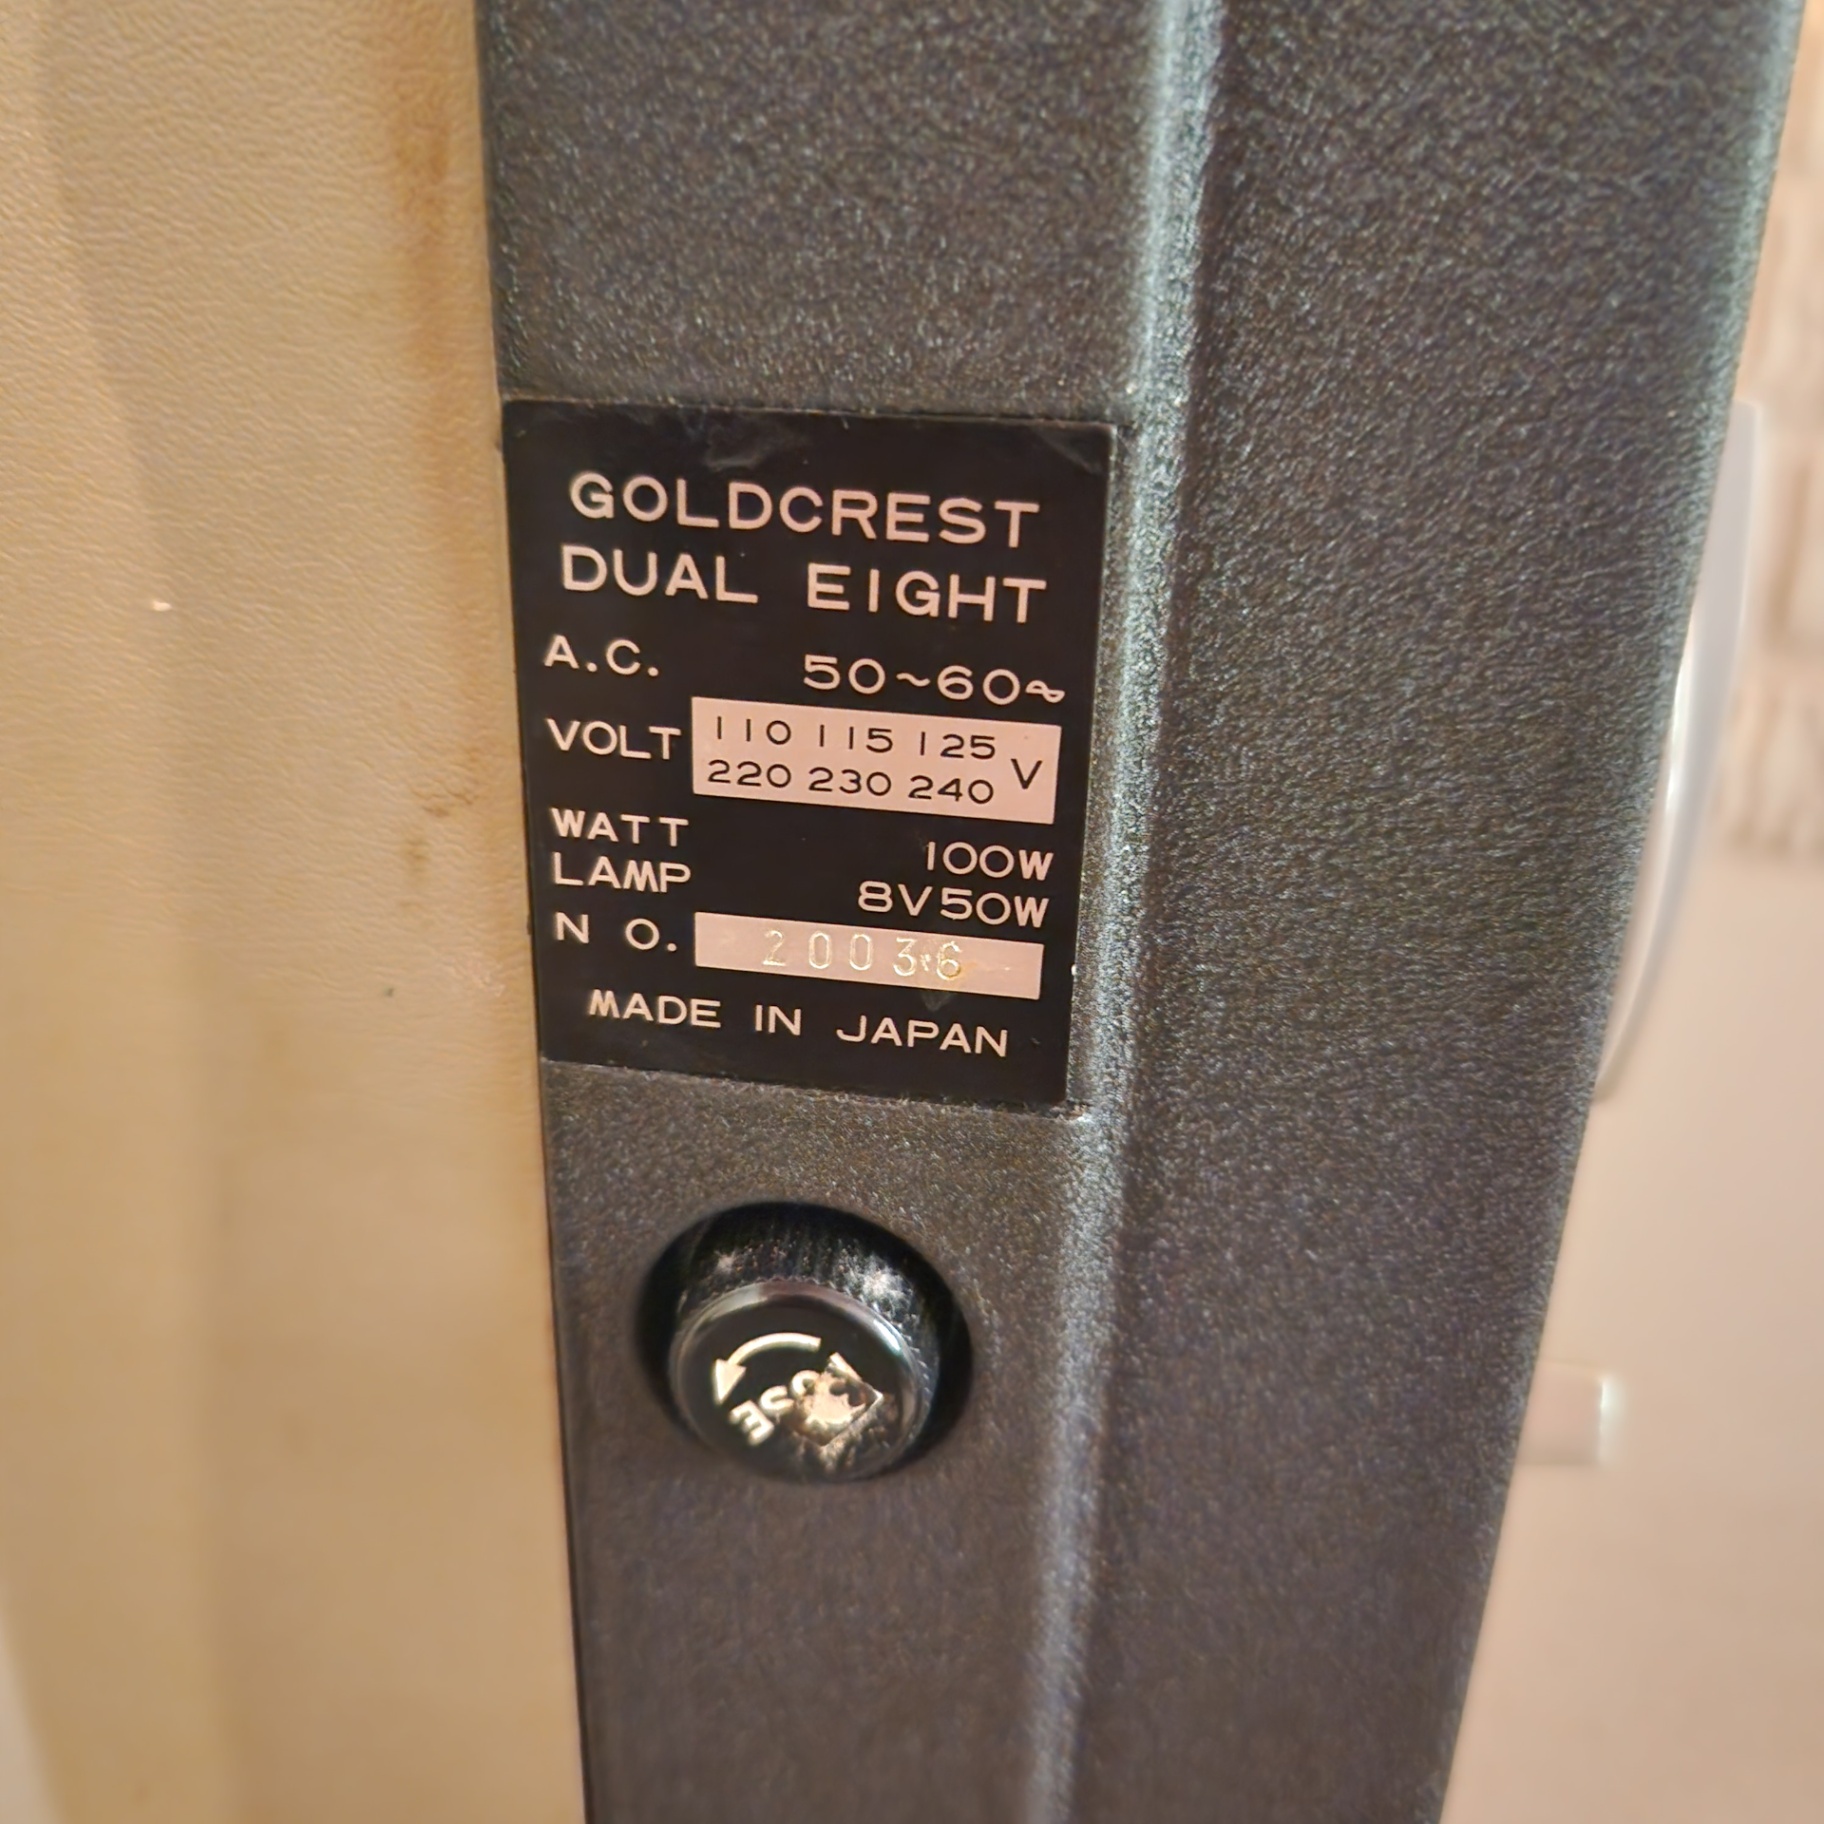 GOLDCREST
DUAL EIGHT
A.C. 50~60~
VOLT 110 115 125 V
220 230 240
WATT 100W
LAMP 8V50W
NO. 20036
MADE IN JAPAN